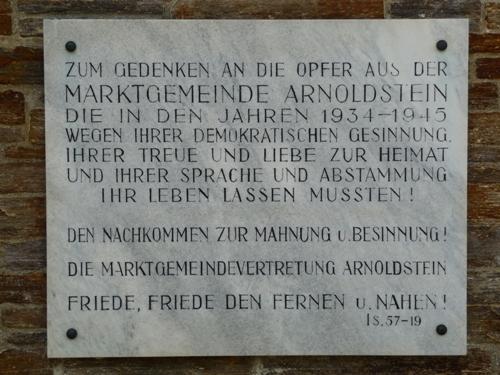 ZUM GEDENKEN AN DIE OPFER AUS DER
MARKTGEMEINDE ARNOLDSTEIN
DIE IN DEN JAHREN 1934-1945
WEGEN IHRER DEMOKRATISCHEN GESINNUNG.
IHRER TREUE UND LIEBE ZUR HEIMAT
UND IHRER SPRACHE UND ABSTAMMUNG
IHR LEBEN LASSEN MUSSTEN!
DEN NACHKOMMEN ZUR MAHNUNG u. BESINNUNG!
DIE MARKTGEMEINDEVERTRETUNG ARNOLDSTEIN
FRIEDE, FRIEDE DEN FERNEN u. NAHEN!
IS. 57-19